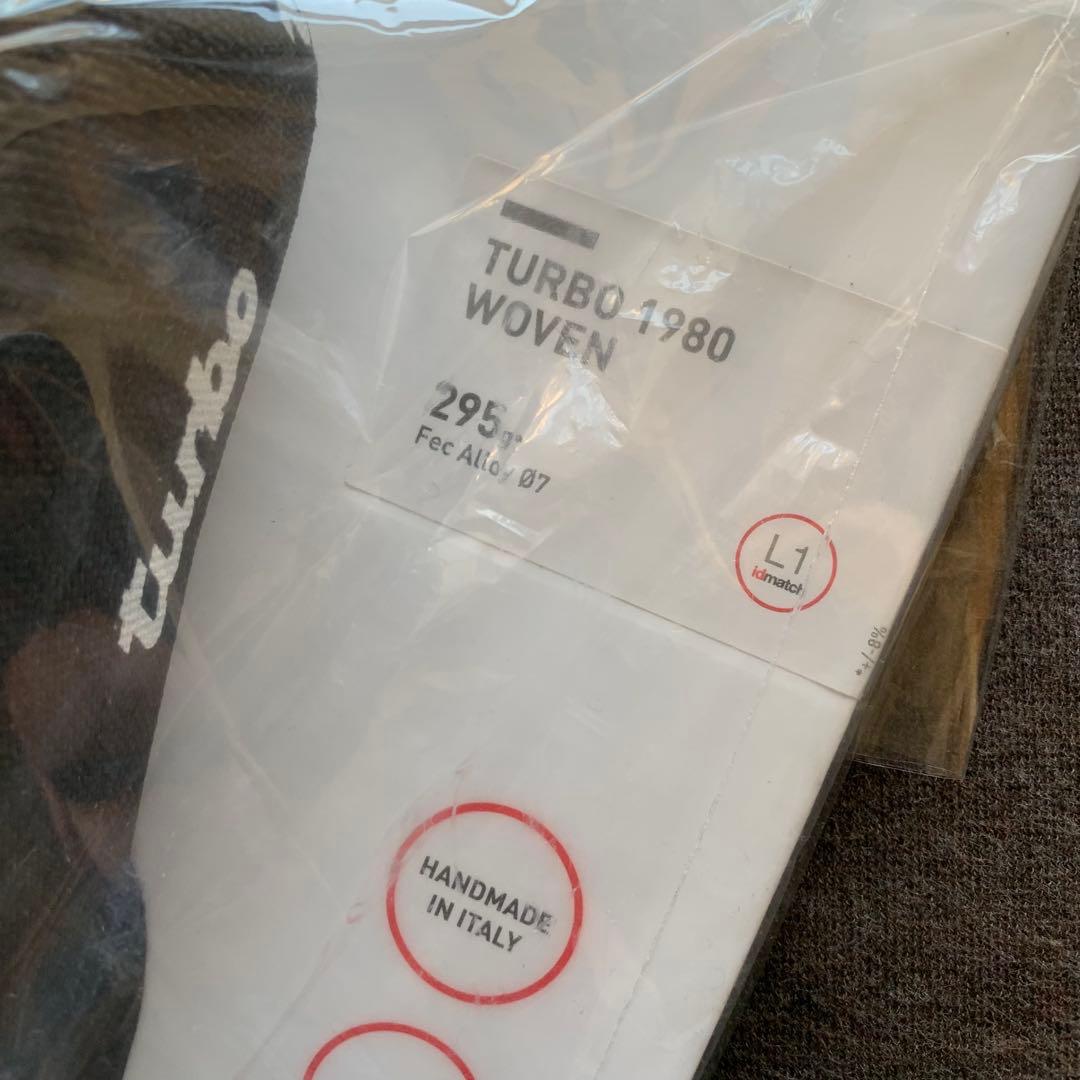 turbo
TURBO 1980
WOVEN
295gr*
Fec Alloy Ø7
L1
idmatch
*+/-8%
HANDMADE
IN ITALY